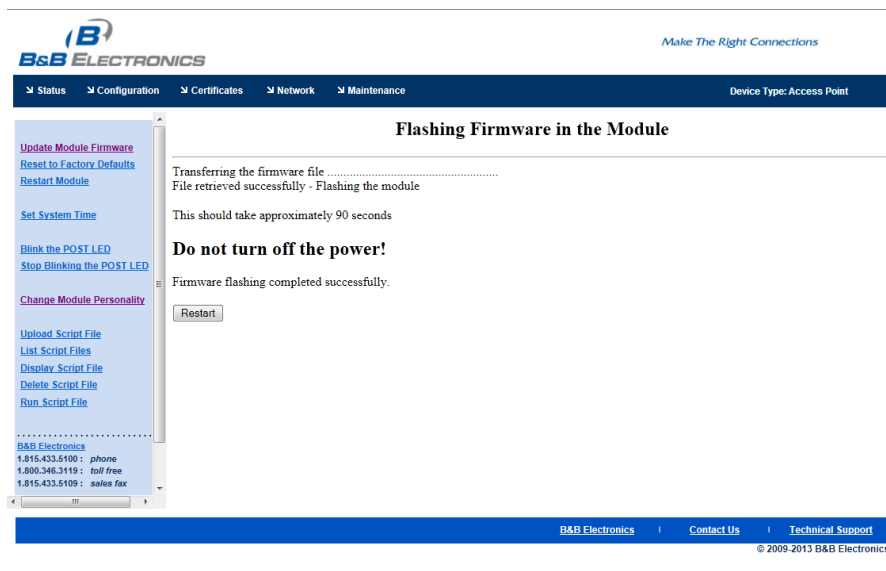 B
B&B ELECTRONICS
Make The Right Connections
Status Configuration Certificates Network Maintenance Device Type: Access Point
Update Module Firmware
Reset to Factory Defaults
Restart Module
Set System Time
Blink the POST LED
Stop Blinking the POST LED
Change Module Personality
Upload Script File
List Script Files
Display Script File
Delete Script File
Run Script File
B&B Electronics
1.815.433.5100 : phone
1.800.346.3119 : toll free
1.815.433.5109 : sales fax
Flashing Firmware in the Module
Transferring the firmware file ......................................................
File retrieved successfully - Flashing the module
This should take approximately 90 seconds
Do not turn off the power!
Firmware flashing completed successfully.
Restart
B&B Electronics | Contact Us | Technical Support
© 2009-2013 B&B Electronics